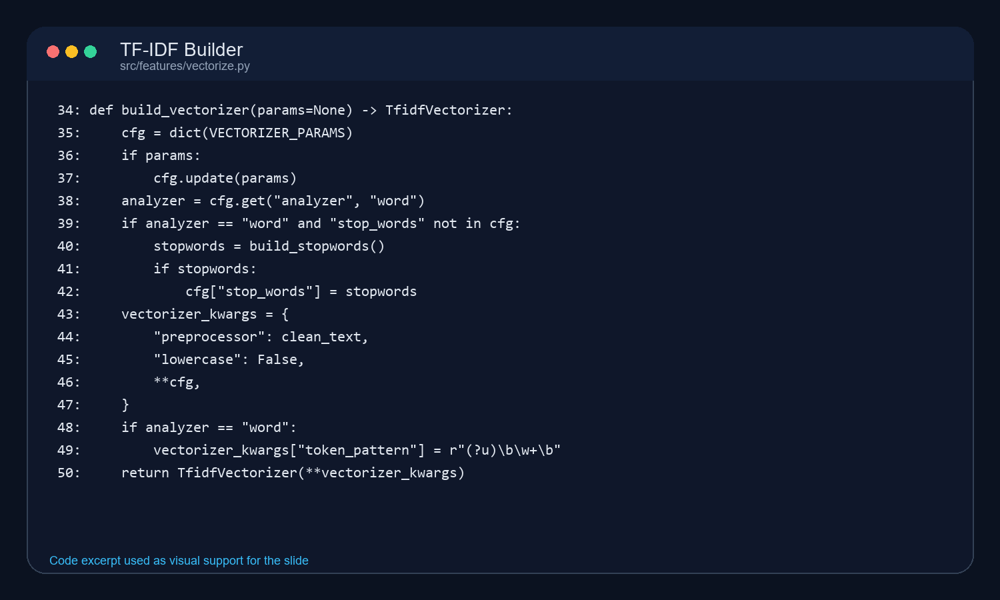 TF-IDF Builder
src/features/vectorize.py
34: def build_vectorizer(params=None) -> TfidfVectorizer:
35:     cfg = dict(VECTORIZER_PARAMS)
36:     if params:
37:         cfg.update(params)
38:     analyzer = cfg.get("analyzer", "word")
39:     if analyzer == "word" and "stop_words" not in cfg:
40:         stopwords = build_stopwords()
41:         if stopwords:
42:             cfg["stop_words"] = stopwords
43:     vectorizer_kwargs = {
44:         "preprocessor": clean_text,
45:         "lowercase": False,
46:         **cfg,
47:     }
48:     if analyzer == "word":
49:         vectorizer_kwargs["token_pattern"] = r"(?u)\b\w+\b"
50:     return TfidfVectorizer(**vectorizer_kwargs)
Code excerpt used as visual support for the slide